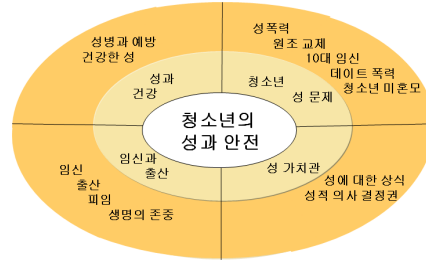 성병과 예방
건강한 성
성폭력
원조 교제
10대 임신
데이트 폭력
청소년 미혼모
성과
건강
청소년
성 문제
청소년의
성과 안전
임신과
출산
성 가치관
임신
출산
피임
생명의 존중
성에 대한 상식
성적 의사 결정권